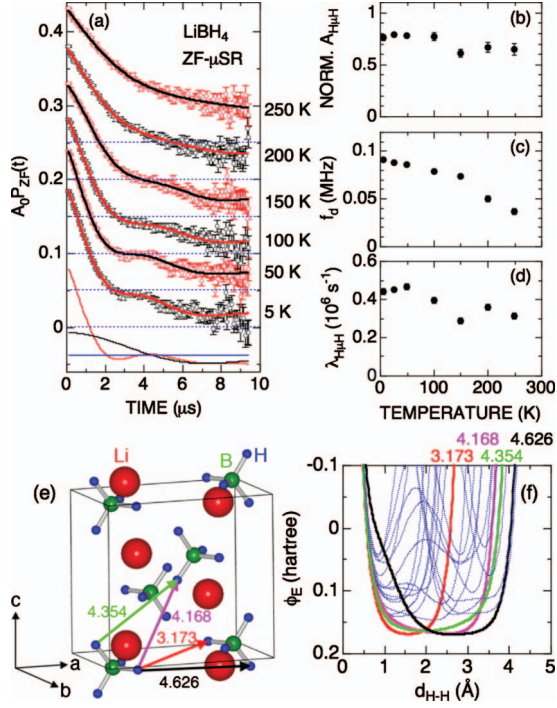 (a)
LiBH4
ZF-μSR
A0PZF(t)
0.4
0.3
0.2
0.1
0
250 K
200 K
150 K
100 K
50 K
5 K
0 2 4 6 8 10
TIME (μs)
(b)
NORM. AHμH
1
0.5
0
(c)
fd (MHz)
0.1
0.05
0
(d)
λHμH (10⁶ s⁻¹)
0.6
0.4
0.2
0
0 100 200 300
TEMPERATURE (K)
(e)
Li
B
H
4.354
4.168
3.173
4.626
c
a
b
4.168 4.626
3.173 4.354
(f)
ϕE (hartree)
-0.1
0
0.1
0.2
0 1 2 3 4 5
dH-H (Å)